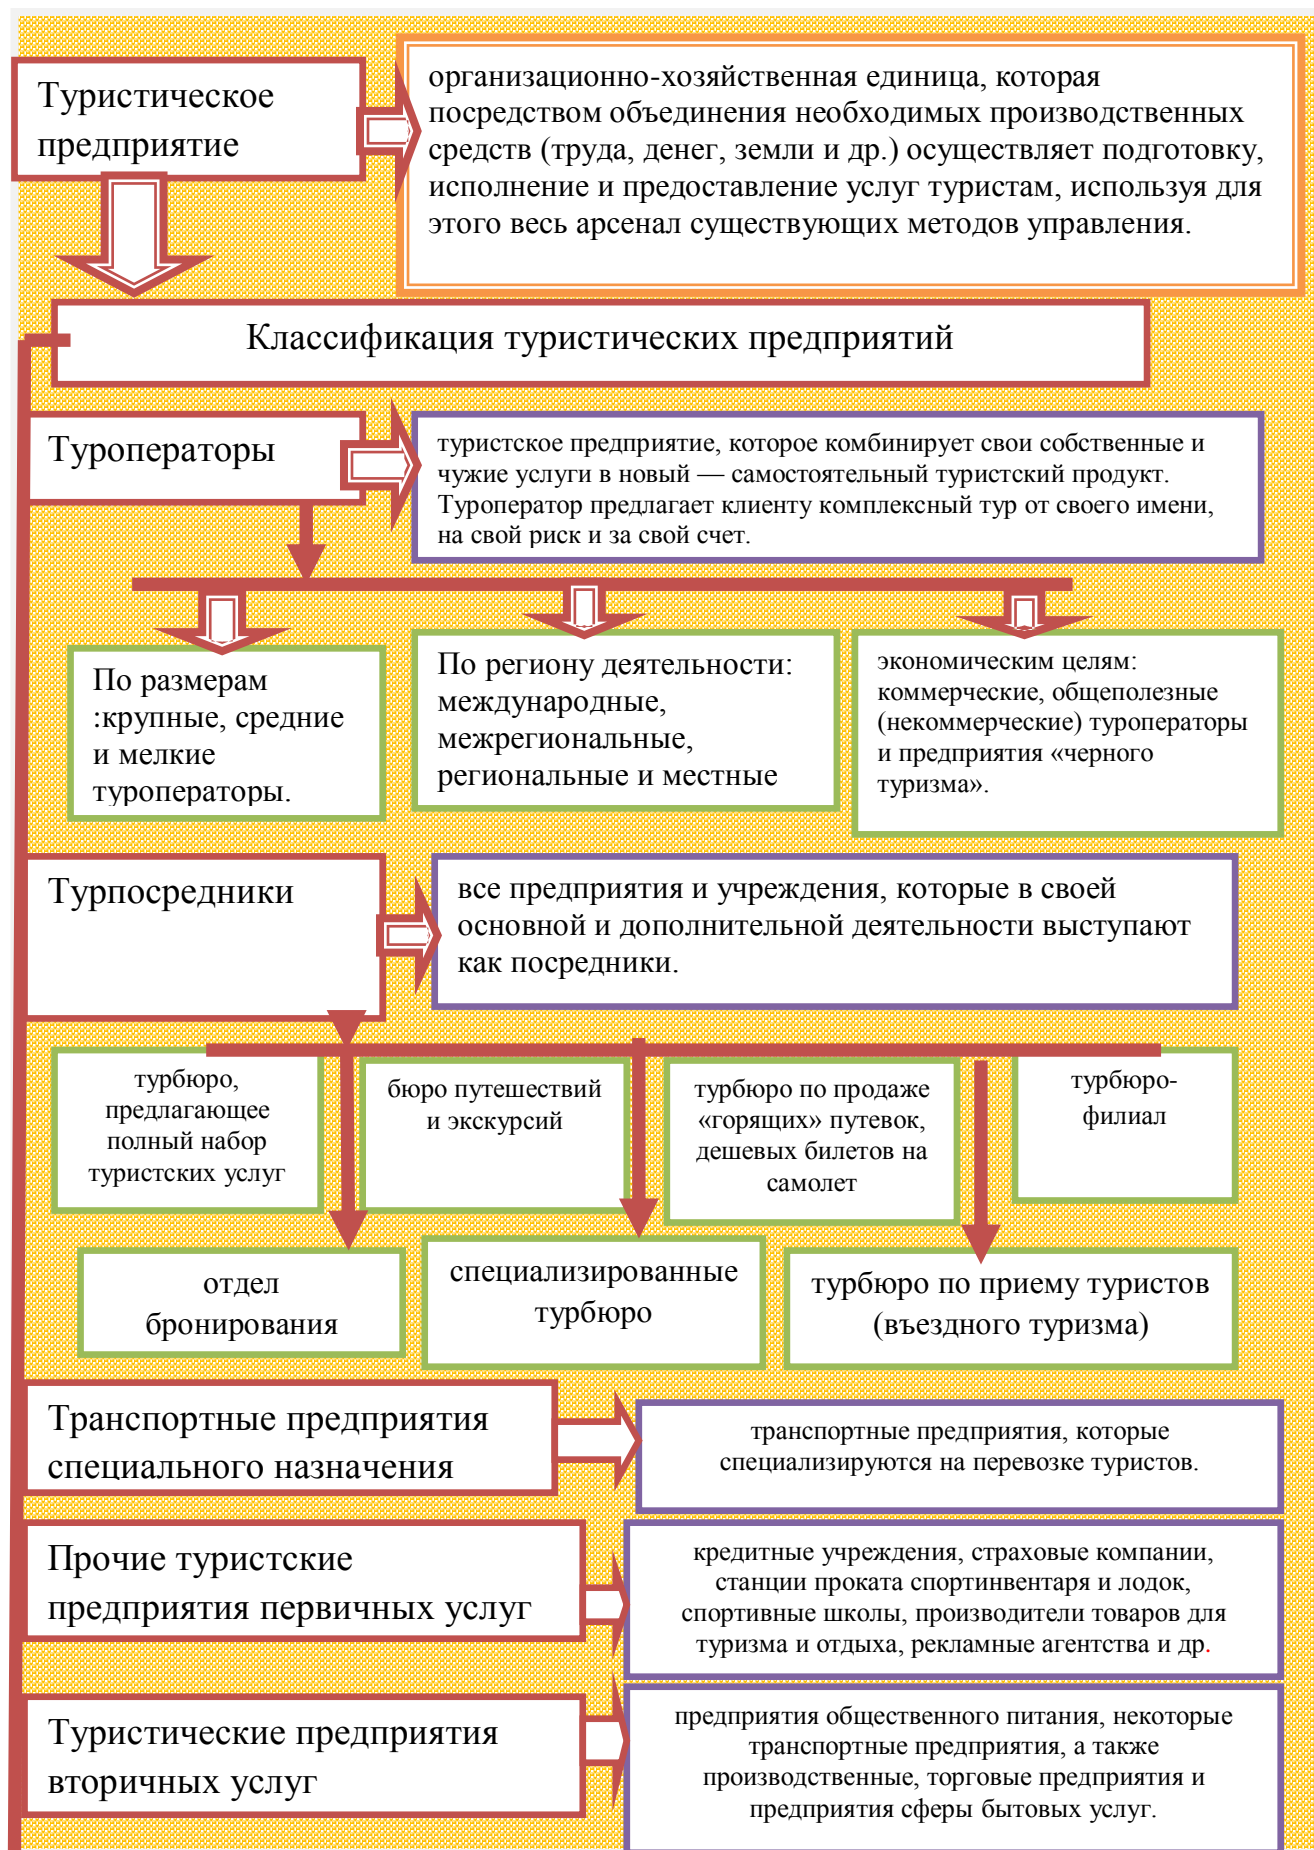 Туристическое
предприятие
организационно-хозяйственная единица, которая
посредством объединения необходимых производственных
средств (труда, денег, земли и др.) осуществляет подготовку,
исполнение и предоставление услуг туристам, используя для
этого весь арсенал существующих методов управления.
Классификация туристических предприятий
Туроператоры
туристское предприятие, которое комбинирует свои собственные и
чужие услуги в новый — самостоятельный туристский продукт.
Туроператор предлагает клиенту комплексный тур от своего имени,
на свой риск и за свой счет.
По размерам
:крупные, средние
и мелкие
туроператоры.
По региону деятельности:
международные,
межрегиональные,
региональные и местные
экономическим целям:
коммерческие, общеполезные
(некоммерческие) туроператоры
и предприятия «черного
туризма».
Турпосредники
все предприятия и учреждения, которые в своей
основной и дополнительной деятельности выступают
как посредники.
турбюро,
предлагающее
полный набор
туристских услуг
бюро путешествий
и экскурсий
турбюро по продаже
«горящих» путевок,
дешевых билетов на
самолет
турбюро-
филиал
отдел
бронирования
специализированные
турбюро
турбюро по приему туристов
(въездного туризма)
Транспортные предприятия
специального назначения
транспортные предприятия, которые
специализируются на перевозке туристов.
Прочие туристские
предприятия первичных услуг
кредитные учреждения, страховые компании,
станции проката спортинвентаря и лодок,
спортивные школы, производители товаров для
туризма и отдыха, рекламные агентства и др.
Туристические предприятия
вторичных услуг
предприятия общественного питания, некоторые
транспортные предприятия, а также
производственные, торговые предприятия и
предприятия сферы бытовых услуг.